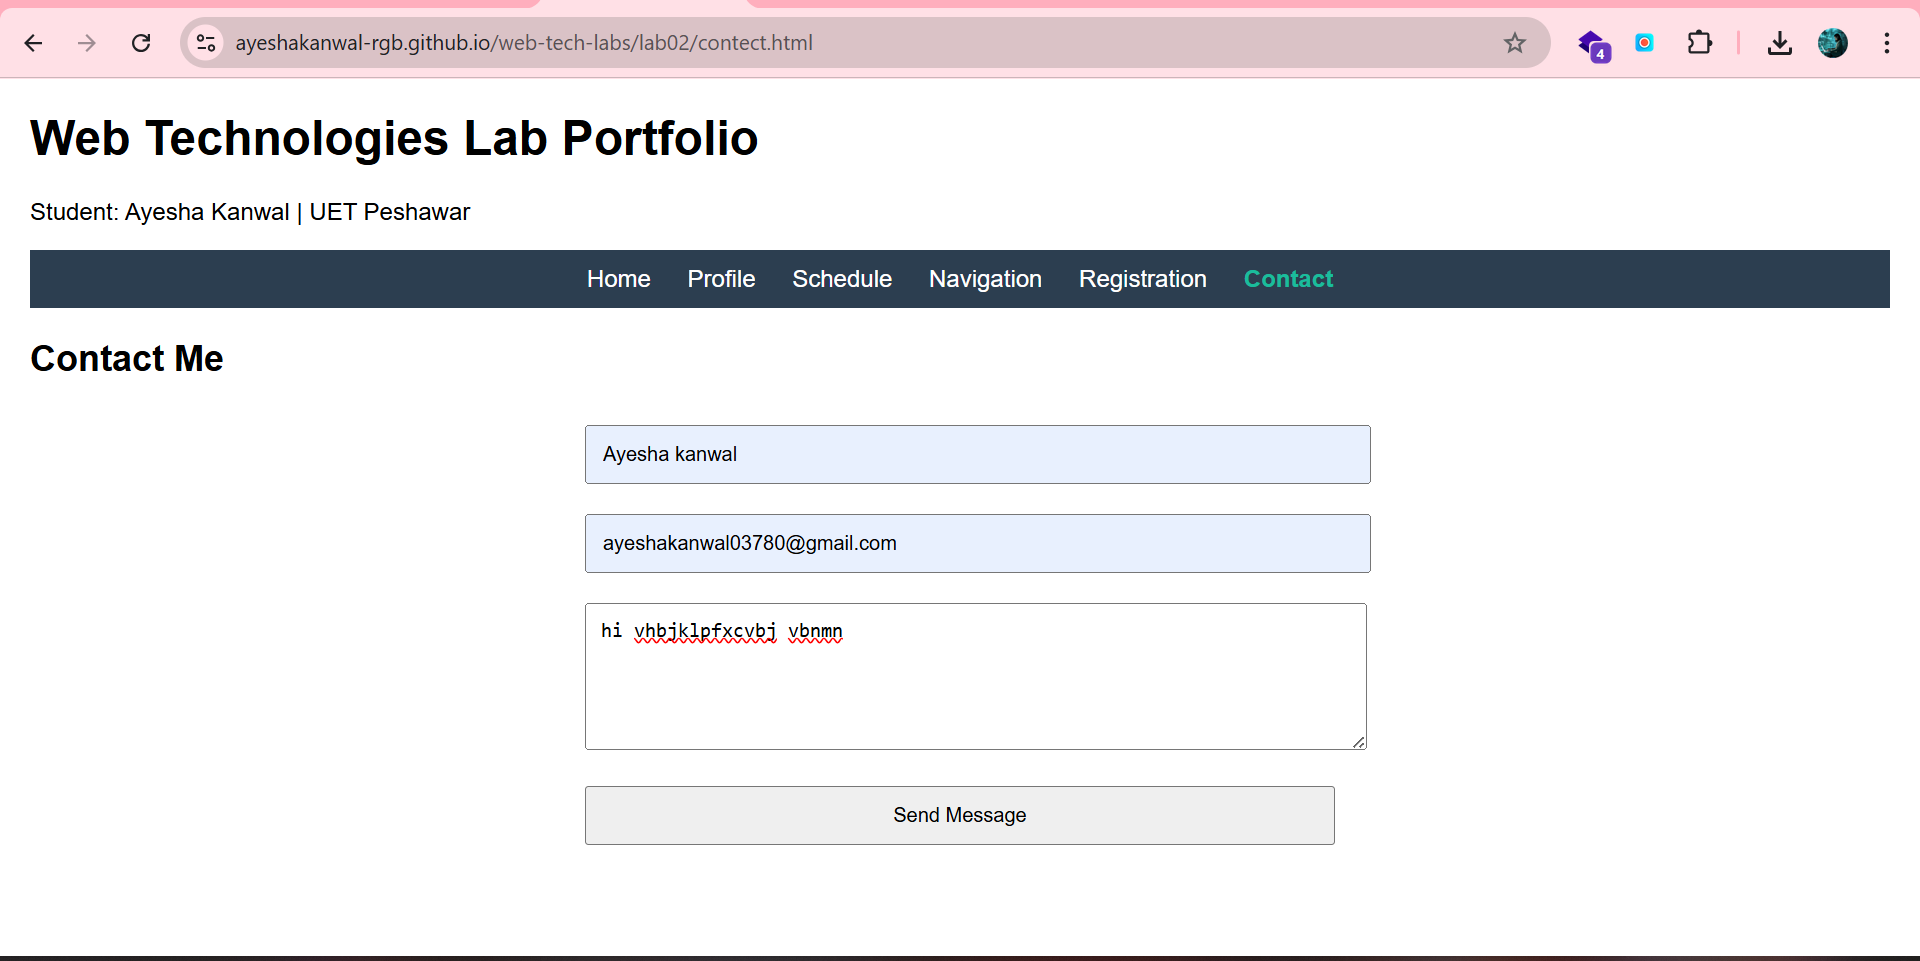 ayeshakanwal-rgb.github.io/web-tech-labs/lab02/contect.html
4
Web Technologies Lab Portfolio
Student: Ayesha Kanwal | UET Peshawar
Home Profile Schedule Navigation Registration Contact
Contact Me
Ayesha kanwal
ayeshakanwal03780@gmail.com
hi vhbjklpfxcvbj vbnmn
Send Message